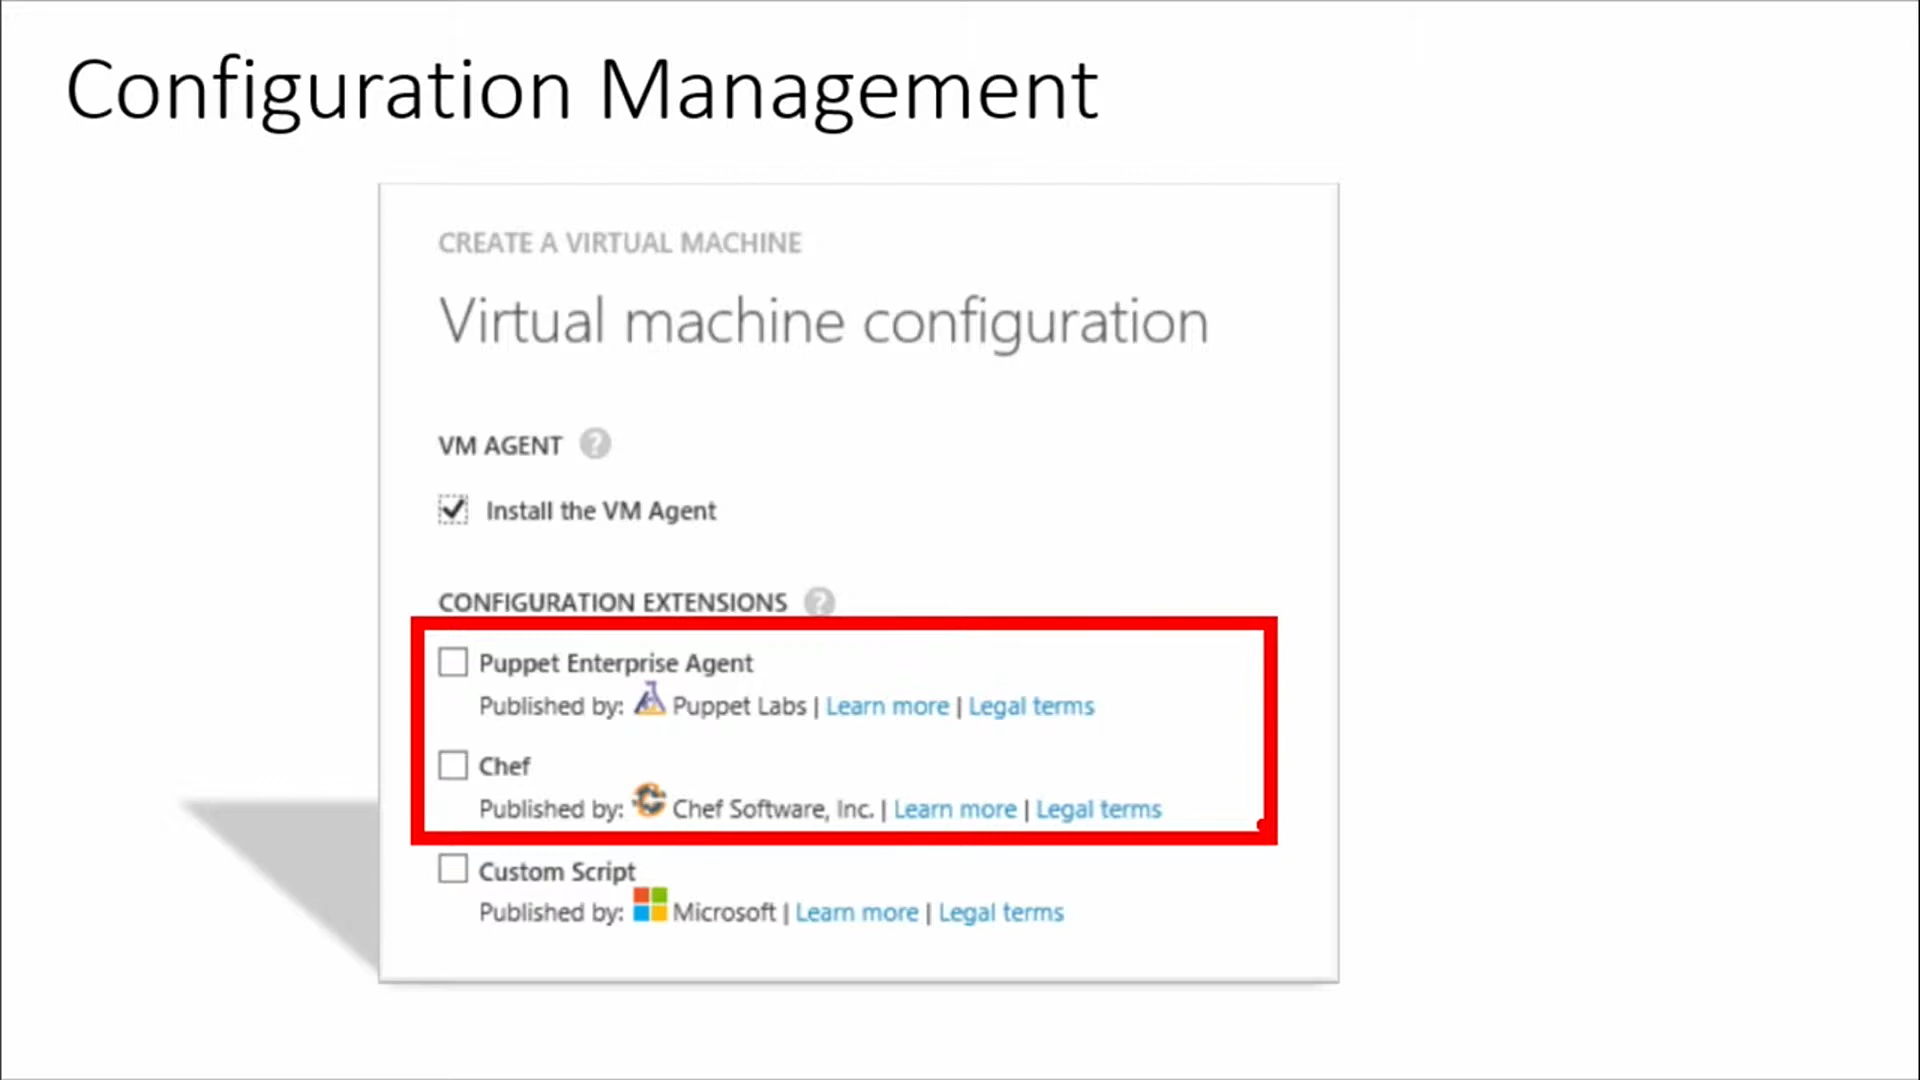 Configuration Management
CREATE A VIRTUAL MACHINE
Virtual machine configuration
VM AGENT ?
Install the VM Agent
CONFIGURATION EXTENSIONS ?
Puppet Enterprise Agent
Published by: Puppet Labs | Learn more | Legal terms
Chef
Published by: Chef Software, Inc. | Learn more | Legal terms
Custom Script
Published by: Microsoft | Learn more | Legal terms